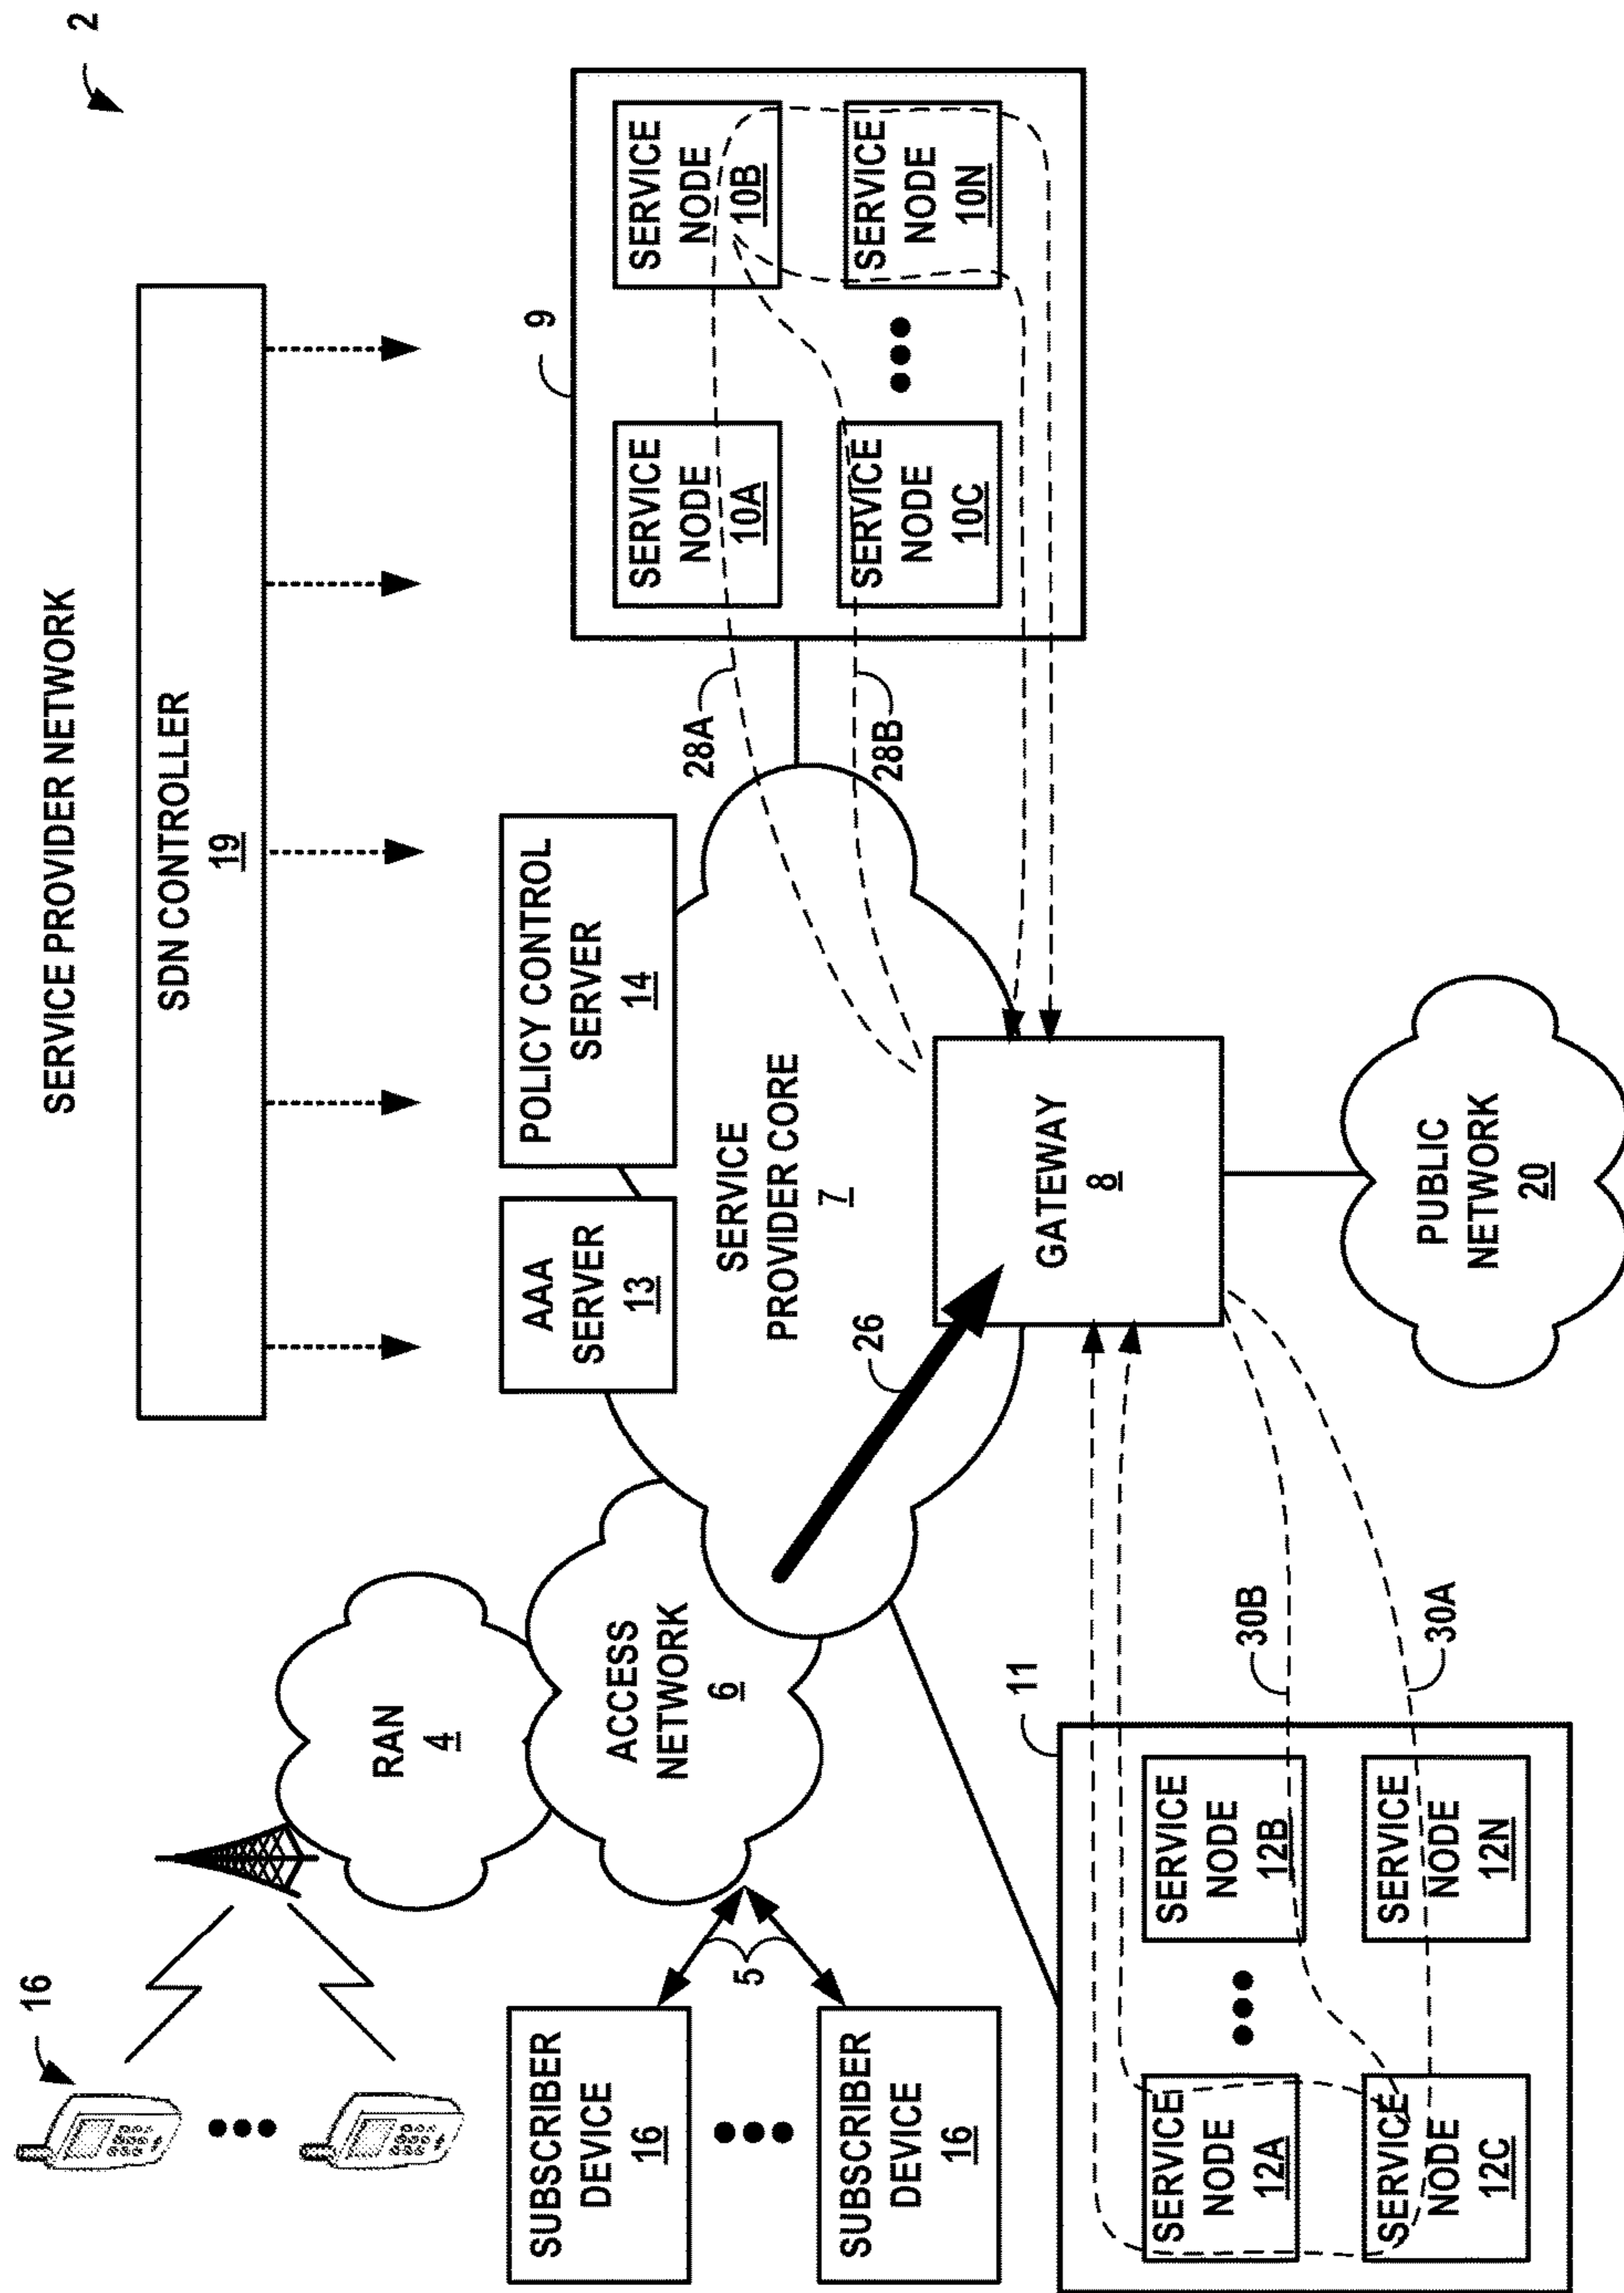 SERVICE PROVIDER NETWORK
2
SDN CONTROLLER
19
16
RAN
4
AAA
SERVER
13
POLICY CONTROL
SERVER
14
9
SERVICE
NODE
10A
SERVICE
NODE
10B
SERVICE
NODE
10C
SERVICE
NODE
10N
28A
28B
SUBSCRIBER
DEVICE
16
5
SUBSCRIBER
DEVICE
16
ACCESS
NETWORK
6
SERVICE
PROVIDER CORE
7
26
GATEWAY
8
11
30B
30A
SERVICE
NODE
12A
SERVICE
NODE
12B
SERVICE
NODE
12C
SERVICE
NODE
12N
PUBLIC
NETWORK
20